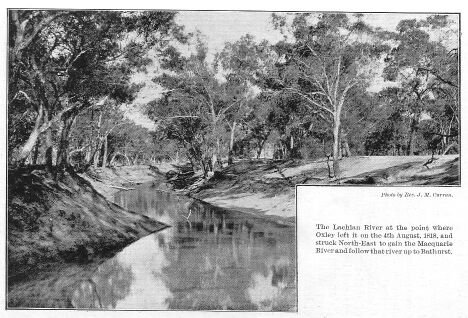 Photo by Rev. J. M. Curran.
The Lachlan River at the point where
Oxley left it on the 4th August, 1818, and
struck North-East to gain the Macquarie
River and follow that river up to Bathurst.